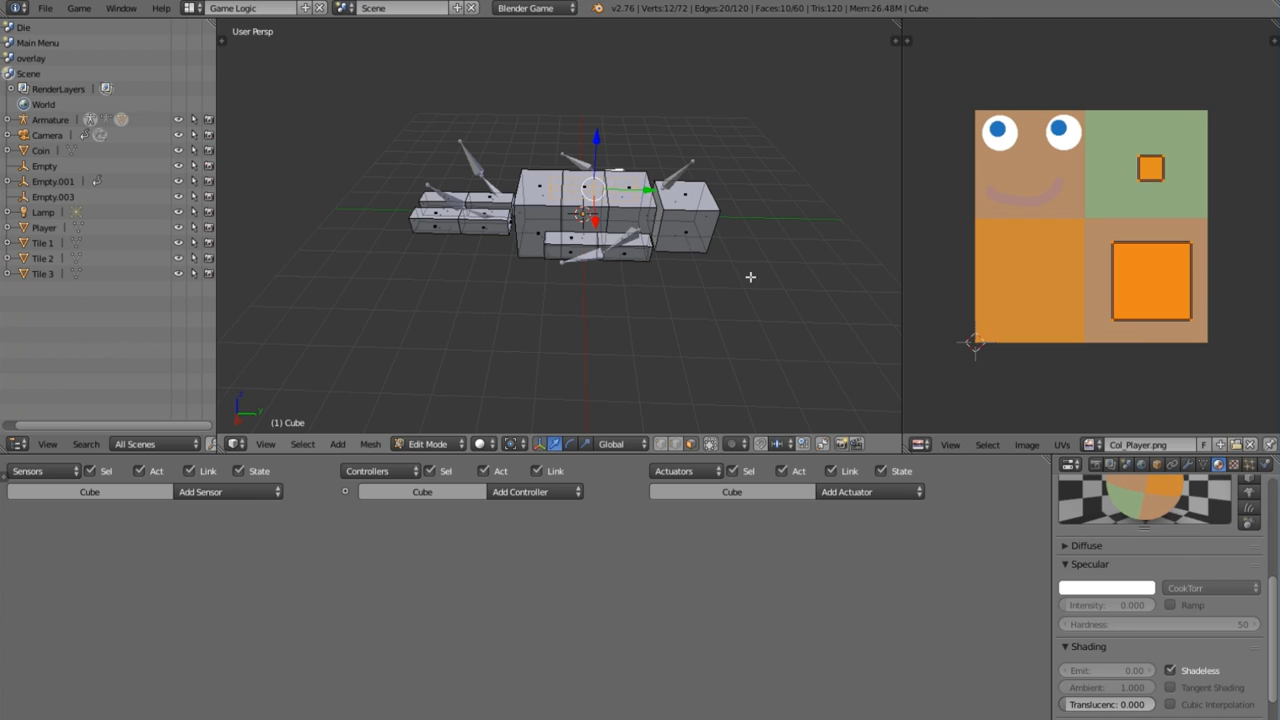 File Game Window Help Game Logic Scene Blender Game v2.76 | Verts:12/72 | Edges:20/120 | Faces:10/60 | Tris:120 | Mem:26.48M | Cube
Die
Main Menu
overlay
Scene
RenderLayers
World
Armature
Camera
Coin
Empty
Empty.001
Empty.003
Lamp
Player
Tile 1
Tile 2
Tile 3
User Persp
z
y
(1) Cube
View Search All Scenes
View Select Add Mesh Edit Mode Global
View Select Image UVs Col_Player.png F
Sensors Sel Act Link State
Cube Add Sensor
Controllers Sel Act Link
Cube Add Controller
Actuators Sel Act Link State
Cube Add Actuator
Diffuse
Specular
CookTorr
Intensity: 0.000 Ramp
Hardness: 50
Shading
Emit: 0.00 Shadeless
Ambient: 1.000 Tangent Shading
Translucenc: 0.000 Cubic Interpolation